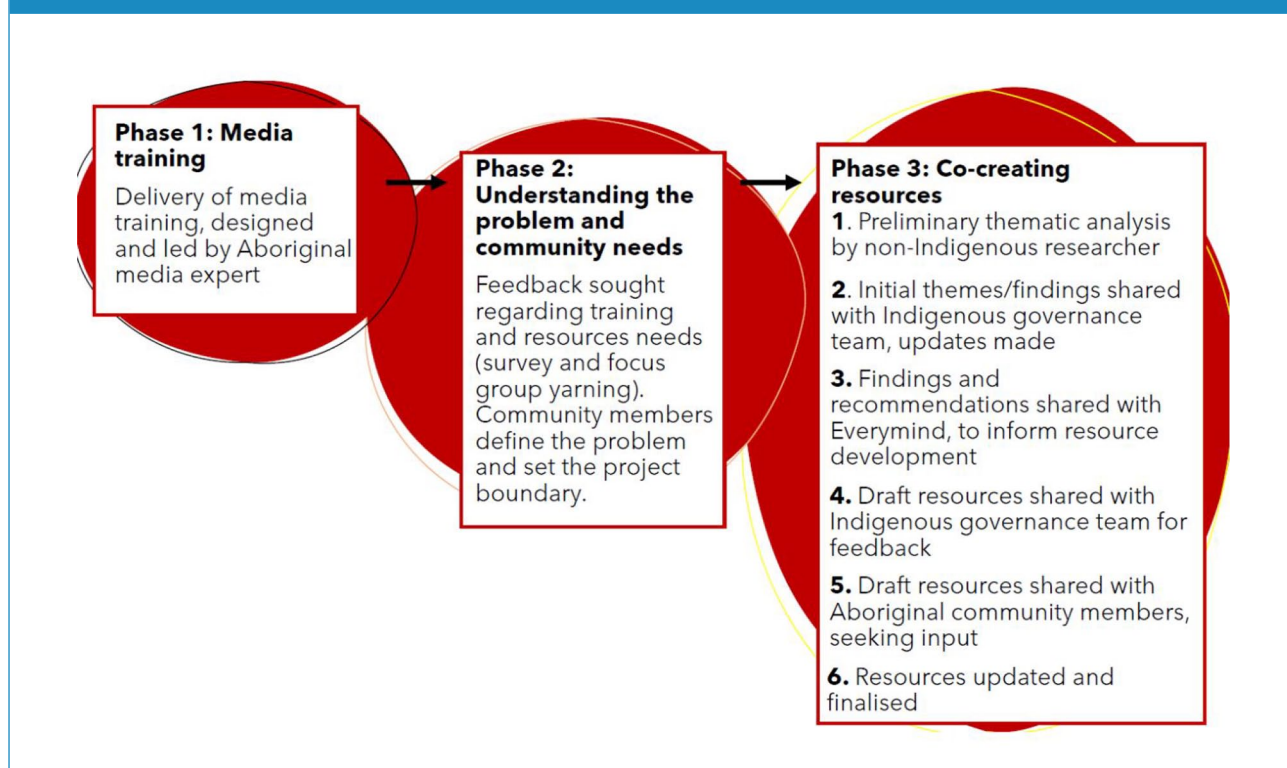 Phase 1: Media
training
Delivery of media
training, designed
and led by Aboriginal
media expert
Phase 2:
Understanding the
problem and
community needs
Feedback sought
regarding training
and resources needs
(survey and focus
group yarning).
Community members
define the problem
and set the project
boundary.
Phase 3: Co-creating
resources
1. Preliminary thematic analysis
by non-Indigenous researcher
2. Initial themes/findings shared
with Indigenous governance
team, updates made
3. Findings and
recommendations shared with
Everymind, to inform resource
development
4. Draft resources shared with
Indigenous governance team for
feedback
5. Draft resources shared with
Aboriginal community members,
seeking input
6. Resources updated and
finalised